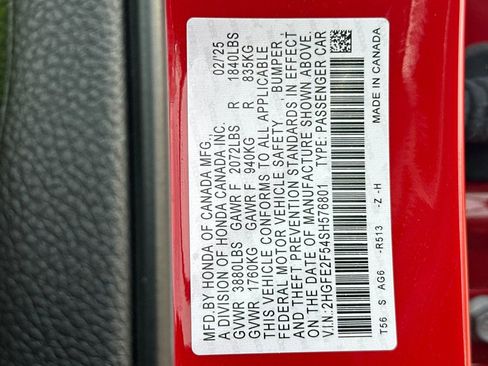 MFD.BY HONDA OF CANADA MFG., 02/'25
A DIVISION OF HONDA CANADA INC.
GVWR 3880LBS GAWR F 2072LBS R 1840LBS
GVWR 1760KG GAWR F 940KG R 835KG
THIS VEHICLE CONFORMS TO ALL APPLICABLE
FEDERAL MOTOR VEHICLE SAFETY , BUMPER ,
AND THEFT PREVENTION STANDARDS IN EFFECT
ON THE DATE OF MANUFACTURE SHOWN ABOVE.
V.I.N.:2HGFE2F54SH576801 TYPE: PASSENGER CAR
T56 S AG6 -R513 -Z -H MADE IN CANADA